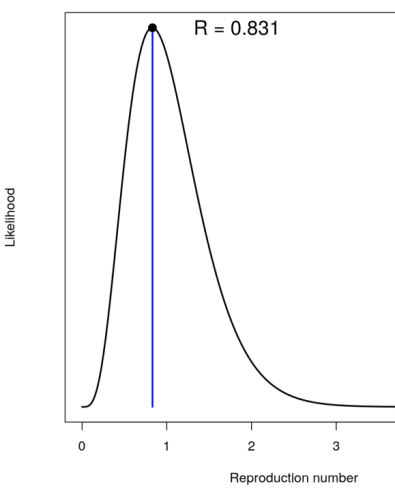 R = 0.831
Likelihood
0 1 2 3
Reproduction number